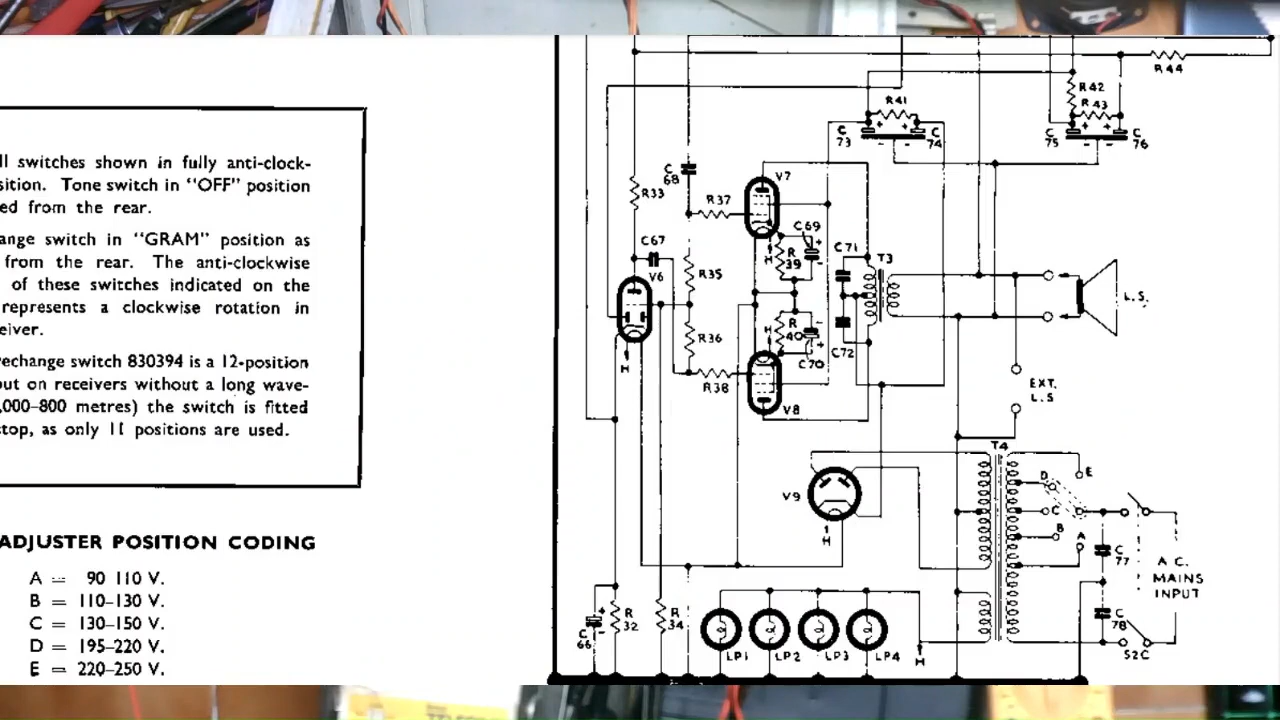 ll switches shown in fully anti-clock-
sition. Tone switch in "OFF" position
ed from the rear.
ange switch in "GRAM" position as
from the rear. The anti-clockwise
of these switches indicated on the
represents a clockwise rotation in
eiver.
echange switch 830394 is a 12-position
out on receivers without a long wave-
,000–800 metres) the switch is fitted
top, as only 11 positions are used.
ADJUSTER POSITION CODING
A = 90 110 V.
B = 110–130 V.
C = 130–150 V.
D = 195–220 V.
E = 220–250 V.
R44
R42
R43
R41
C 73
C 74
C 75
C 76
C 68
V7
R33
R37
C69
C67
C71
V6
H
R 39
R35
T3
L.S.
R36
H
R 40
C72
C70
H
R38
V8
EXT. L.S
T4
D
E
V9
C
B
A
H
C 77
A.C. MAINS INPUT
C 66
R 32
R 34
C 78
LP1
LP2
LP3
LP4
H
S2C